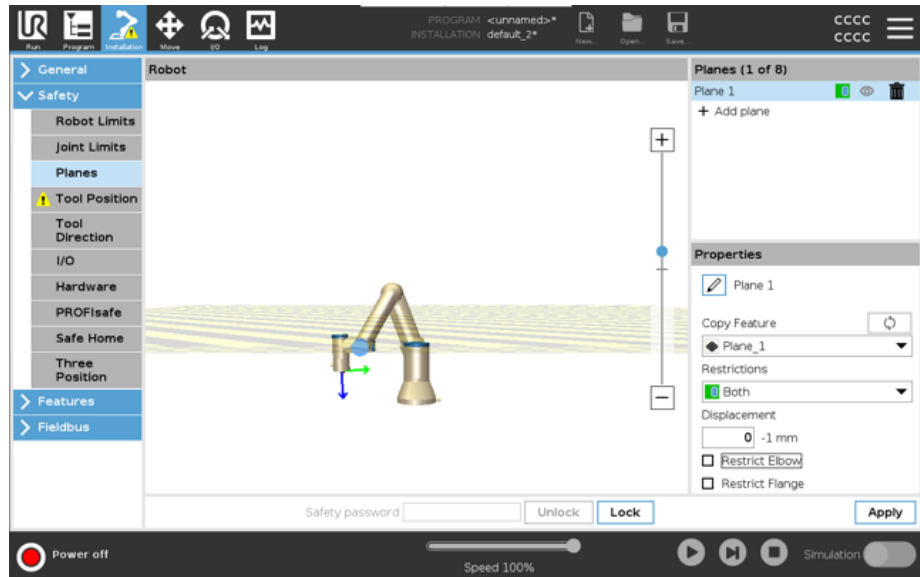 UR
PROGRAM <unnamed>*
INSTALLATION default_2*
Run Program Installation Move I/O Log New... Open... Save...
CCCC
CCCC
General
Safety
Robot Limits
Joint Limits
Planes
Tool Position
Tool
Direction
I/O
Hardware
PROFIsafe
Safe Home
Three
Position
Features
Fieldbus
Robot
Planes (1 of 8)
Plane 1
+ Add plane
Properties
Plane 1
Copy Feature
Plane_1
Restrictions
Both
Displacement
0 -1 mm
Restrict Elbow
Restrict Flange
Safety password Unlock Lock Apply
Power off
Speed 100%
Simulation